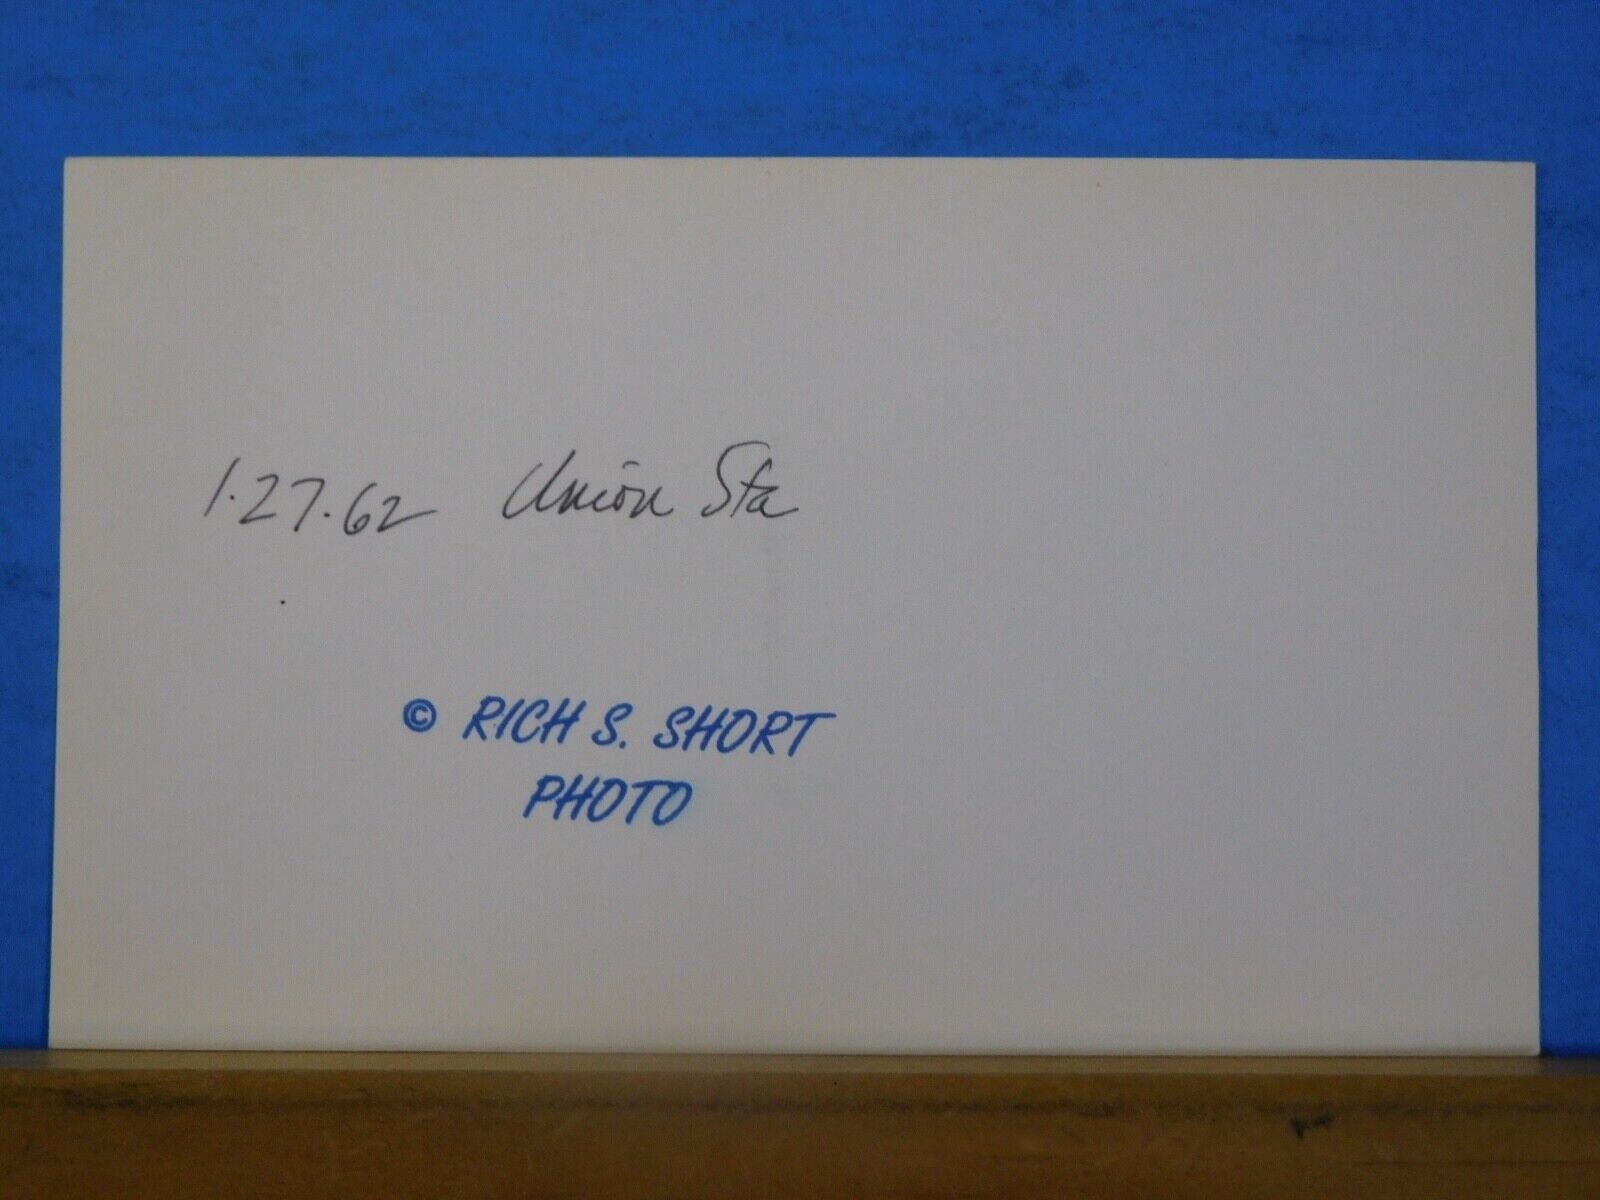 1.27.62 Union Sta
© RICH S. SHORT
PHOTO